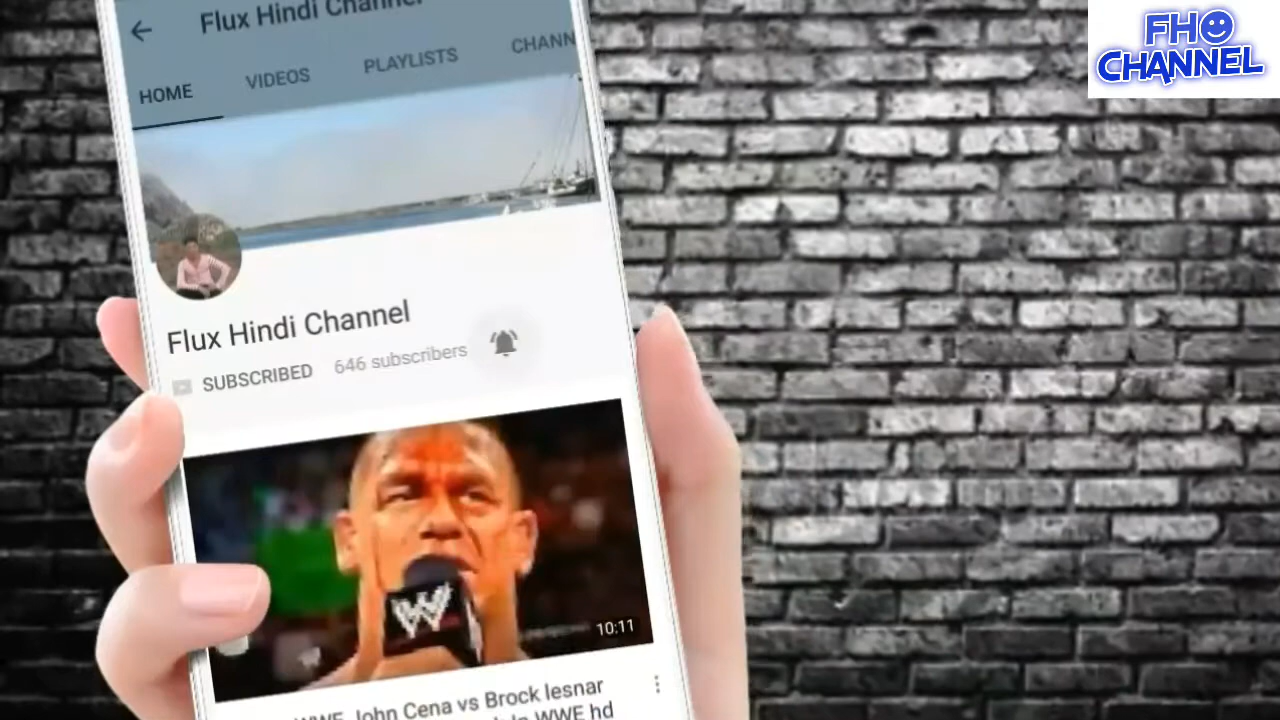 Flux Hindi Channel
HOME VIDEOS PLAYLISTS CHANN
FHO
CHANNEL
Flux Hindi Channel
SUBSCRIBED 646 subscribers
W
10:11
WWE John Cena vs Brock lesnar
WWE hd